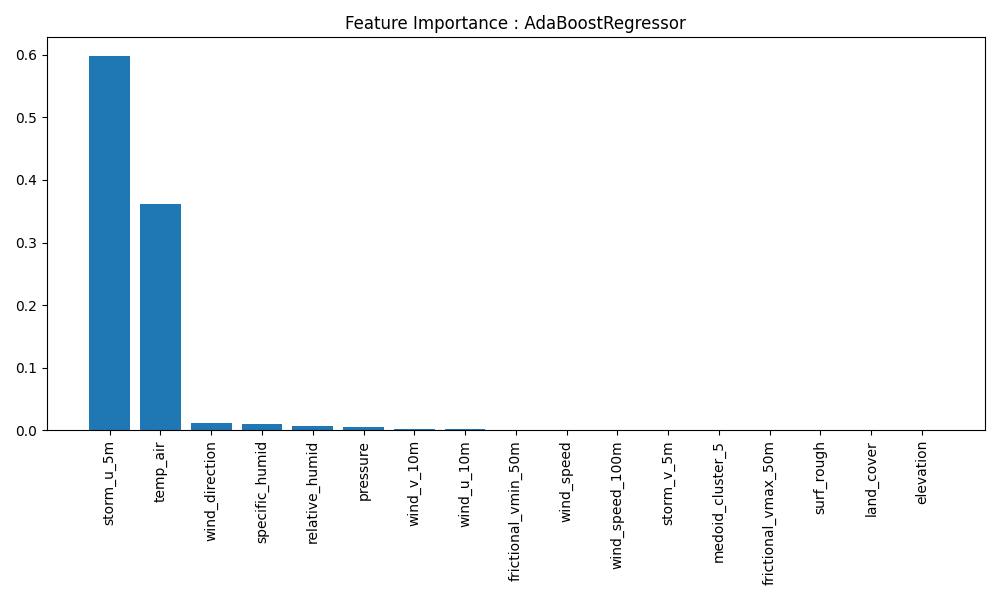 Feature Importance : AdaBoostRegressor
0.6
0.5
0.4
0.3
0.2
0.1
0.0
storm_u_5m
temp_air
wind_direction
specific_humid
relative_humid
pressure
wind_v_10m
wind_u_10m
frictional_vmin_50m
wind_speed
wind_speed_100m
storm_v_5m
medoid_cluster_5
frictional_vmax_50m
surf_rough
land_cover
elevation